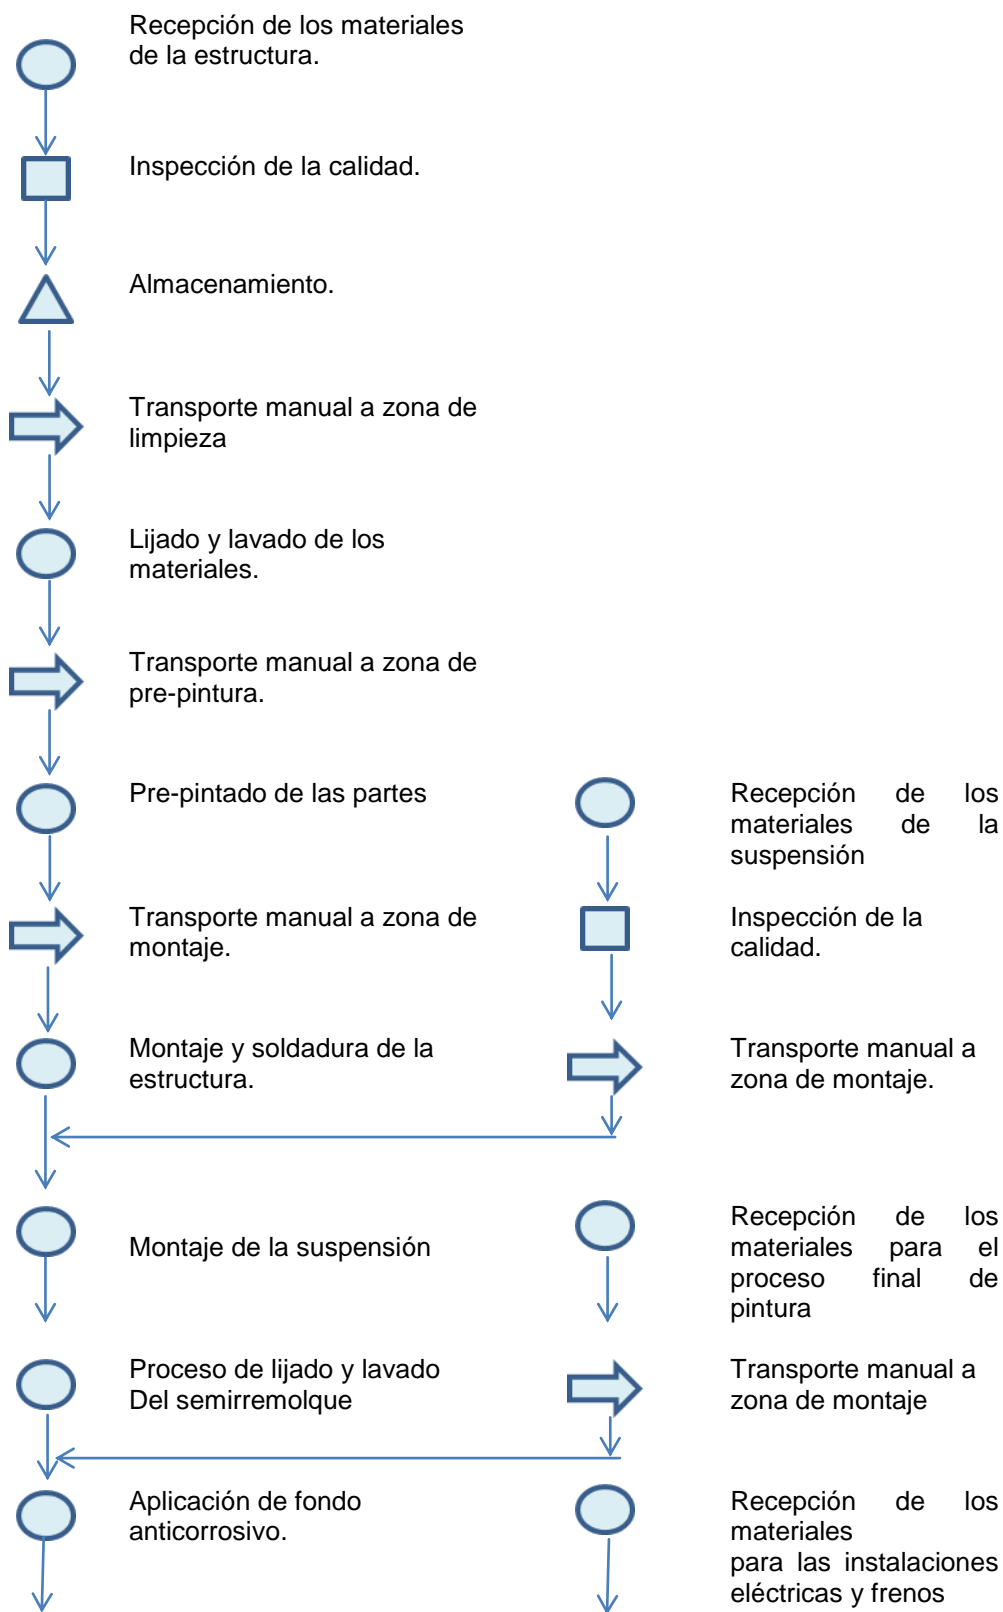 Recepción de los materiales
de la estructura.
Inspección de la calidad.
Almacenamiento.
Transporte manual a zona de
limpieza
Lijado y lavado de los
materiales.
Transporte manual a zona de
pre-pintura.
Pre-pintado de las partes
Recepción de los
materiales de la
suspensión
Transporte manual a zona de
montaje.
Inspección de la
calidad.
Montaje y soldadura de la
estructura.
Transporte manual a
zona de montaje.
Montaje de la suspensión
Recepción de los
materiales para el
proceso final de
pintura
Proceso de lijado y lavado
Del semirremolque
Transporte manual a
zona de montaje
Aplicación de fondo
anticorrosivo.
Recepción de los
materiales
para las instalaciones
eléctricas y frenos